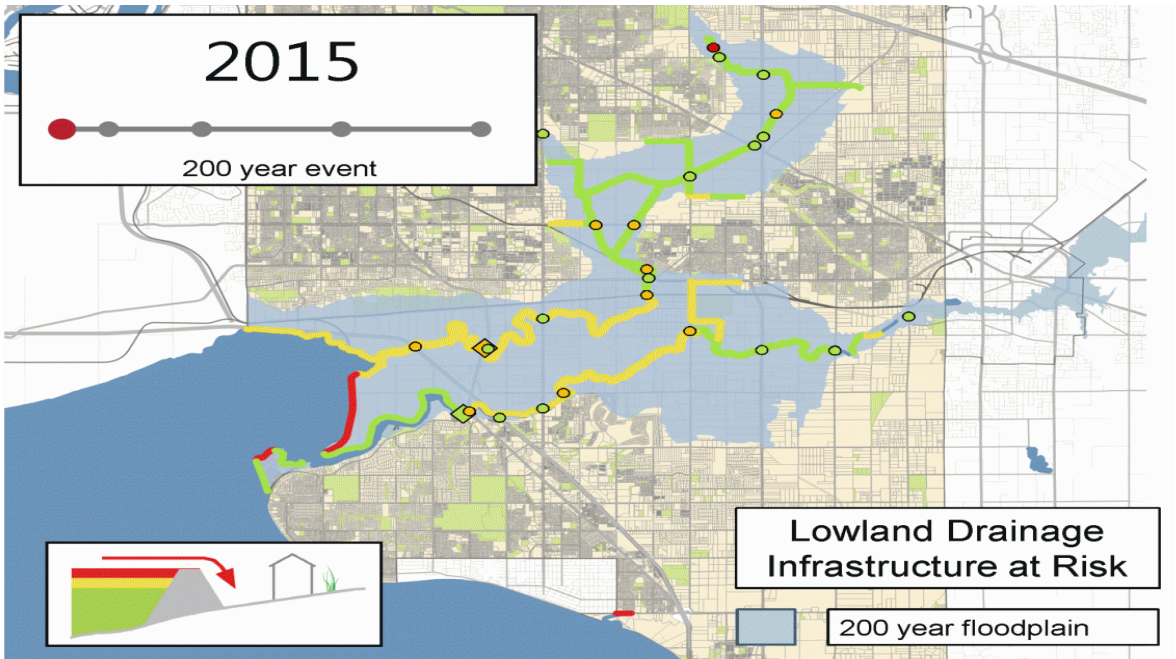 2015
200 year event
Lowland Drainage
Infrastructure at Risk
200 year floodplain